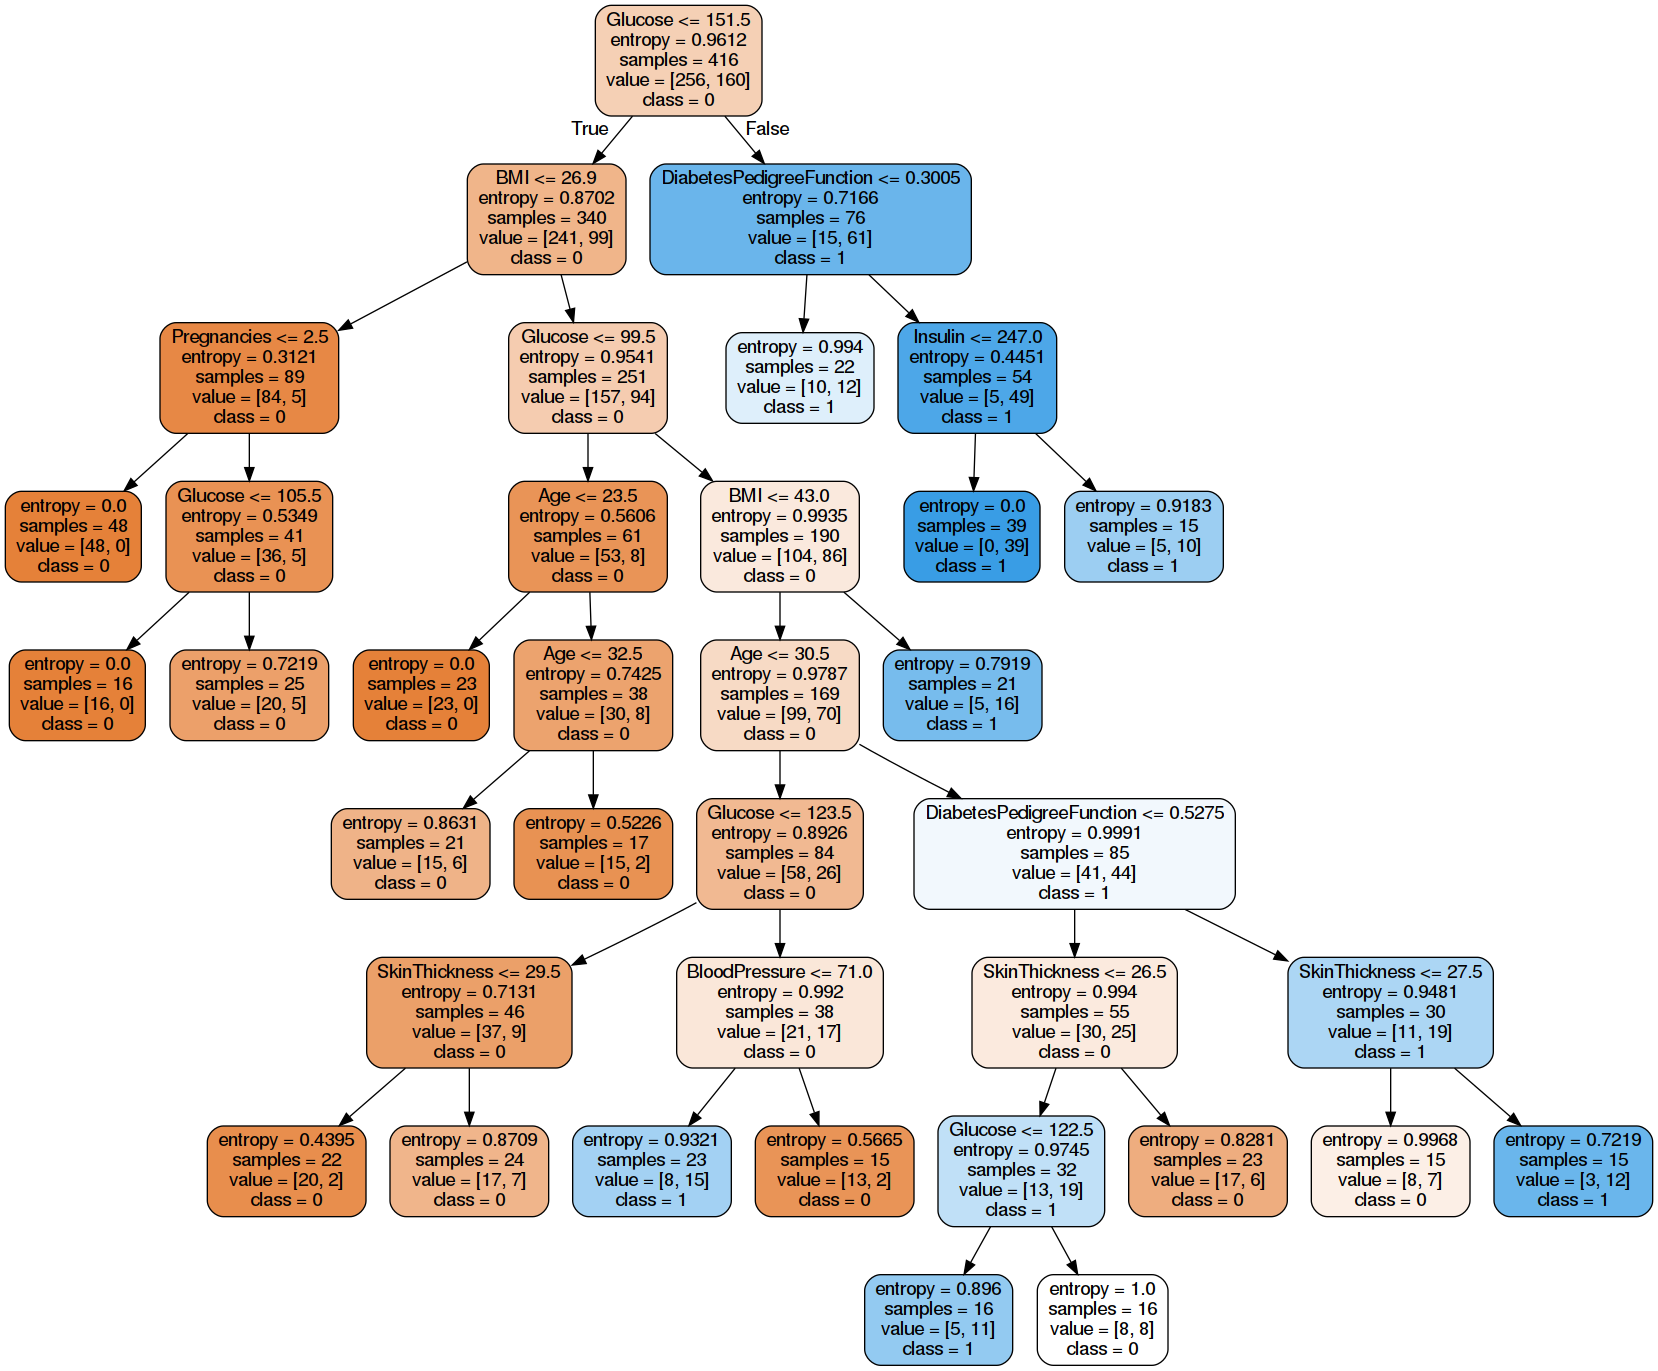 Glucose <= 151.5
entropy = 0.9612
samples = 416
value = [256, 160]
class = 0
True
False
BMI <= 26.9
entropy = 0.8702
samples = 340
value = [241, 99]
class = 0
DiabetesPedigreeFunction <= 0.3005
entropy = 0.7166
samples = 76
value = [15, 61]
class = 1
Pregnancies <= 2.5
entropy = 0.3121
samples = 89
value = [84, 5]
class = 0
Glucose <= 99.5
entropy = 0.9541
samples = 251
value = [157, 94]
class = 0
entropy = 0.994
samples = 22
value = [10, 12]
class = 1
Insulin <= 247.0
entropy = 0.4451
samples = 54
value = [5, 49]
class = 1
entropy = 0.0
samples = 48
value = [48, 0]
class = 0
Glucose <= 105.5
entropy = 0.5349
samples = 41
value = [36, 5]
class = 0
Age <= 23.5
entropy = 0.5606
samples = 61
value = [53, 8]
class = 0
BMI <= 43.0
entropy = 0.9935
samples = 190
value = [104, 86]
class = 0
entropy = 0.0
samples = 39
value = [0, 39]
class = 1
entropy = 0.9183
samples = 15
value = [5, 10]
class = 1
entropy = 0.0
samples = 16
value = [16, 0]
class = 0
entropy = 0.7219
samples = 25
value = [20, 5]
class = 0
entropy = 0.0
samples = 23
value = [23, 0]
class = 0
Age <= 32.5
entropy = 0.7425
samples = 38
value = [30, 8]
class = 0
Age <= 30.5
entropy = 0.9787
samples = 169
value = [99, 70]
class = 0
entropy = 0.7919
samples = 21
value = [5, 16]
class = 1
entropy = 0.8631
samples = 21
value = [15, 6]
class = 0
entropy = 0.5226
samples = 17
value = [15, 2]
class = 0
Glucose <= 123.5
entropy = 0.8926
samples = 84
value = [58, 26]
class = 0
DiabetesPedigreeFunction <= 0.5275
entropy = 0.9991
samples = 85
value = [41, 44]
class = 1
SkinThickness <= 29.5
entropy = 0.7131
samples = 46
value = [37, 9]
class = 0
BloodPressure <= 71.0
entropy = 0.992
samples = 38
value = [21, 17]
class = 0
SkinThickness <= 26.5
entropy = 0.994
samples = 55
value = [30, 25]
class = 0
SkinThickness <= 27.5
entropy = 0.9481
samples = 30
value = [11, 19]
class = 1
entropy = 0.4395
samples = 22
value = [20, 2]
class = 0
entropy = 0.8709
samples = 24
value = [17, 7]
class = 0
entropy = 0.9321
samples = 23
value = [8, 15]
class = 1
entropy = 0.5665
samples = 15
value = [13, 2]
class = 0
Glucose <= 122.5
entropy = 0.9745
samples = 32
value = [13, 19]
class = 1
entropy = 0.8281
samples = 23
value = [17, 6]
class = 0
entropy = 0.9968
samples = 15
value = [8, 7]
class = 0
entropy = 0.7219
samples = 15
value = [3, 12]
class = 1
entropy = 0.896
samples = 16
value = [5, 11]
class = 1
entropy = 1.0
samples = 16
value = [8, 8]
class = 0